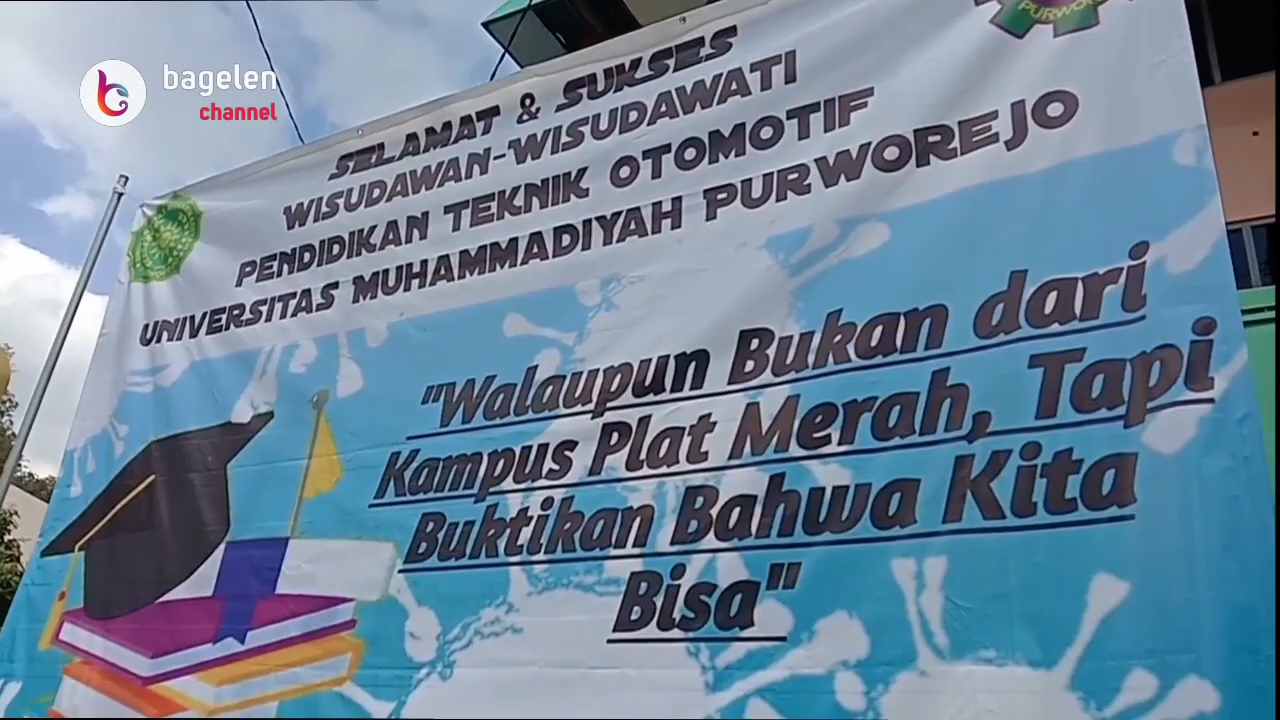 bagelen
channel
PURWOR
SELAMAT & SUKSES
WISUDAWAN-WISUDAWATI
PENDIDIKAN TEKNIK OTOMOTIF
UNIVERSITAS MUHAMMADIYAH PURWOREJO
"Walaupun Bukan dari
Kampus Plat Merah, Tapi
Buktikan Bahwa Kita
Bisa"